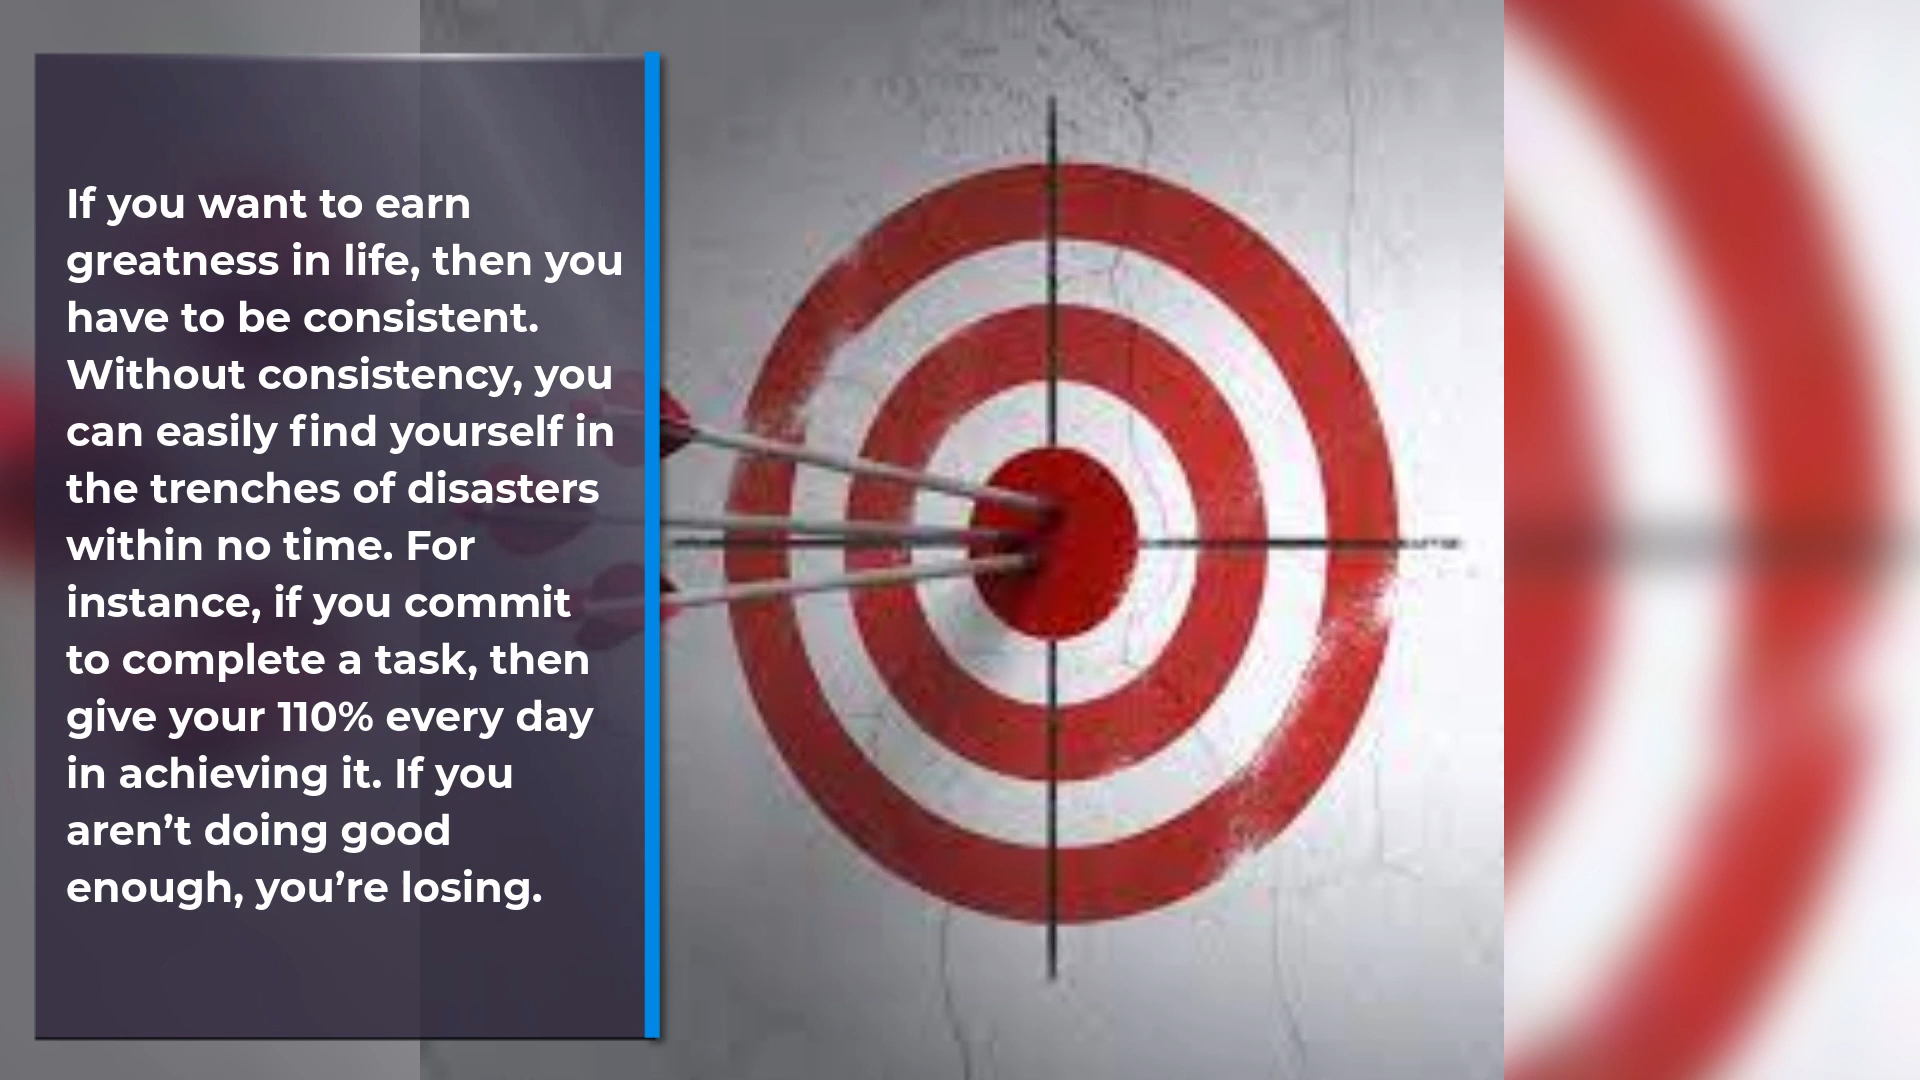 If you want to earn
greatness in life, then you
have to be consistent.
Without consistency, you
can easily find yourself in
the trenches of disasters
within no time. For
instance, if you commit
to complete a task, then
give your 110% every day
in achieving it. If you
aren’t doing good
enough, you’re losing.